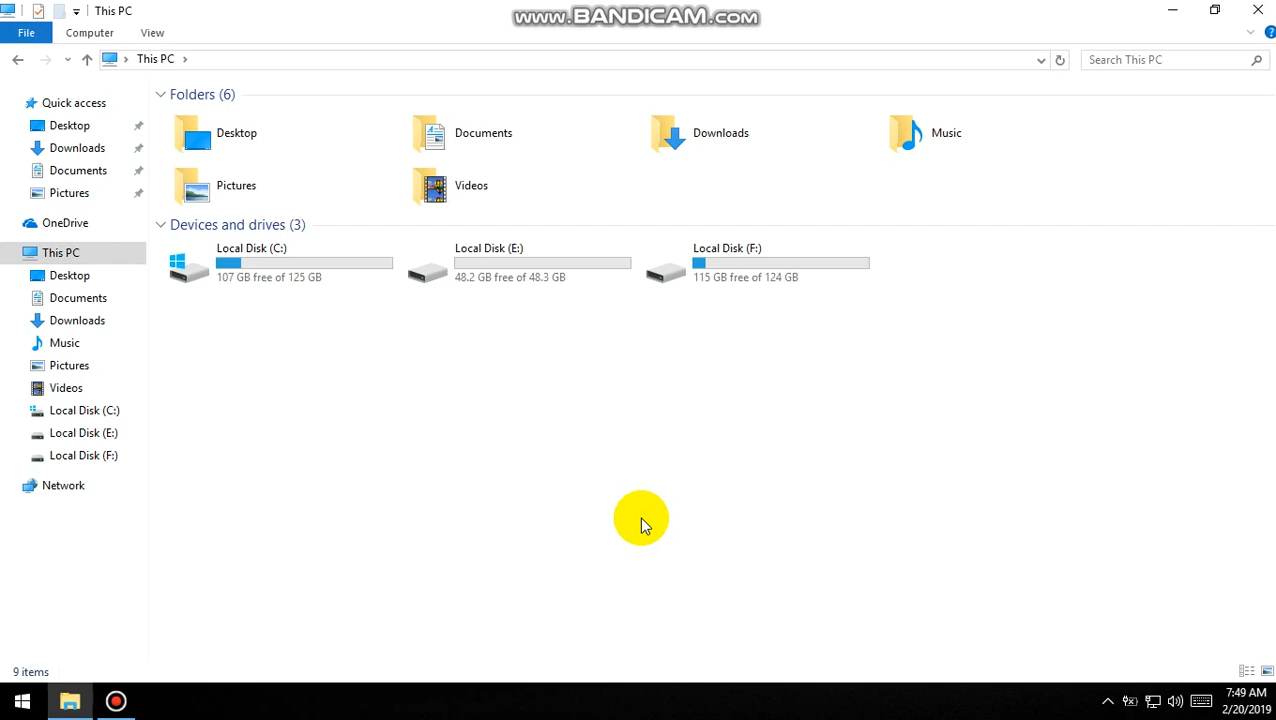 This PC
www.BANDICAM.com
File
Computer
View
This PC
Search This PC
Quick access
Desktop
Downloads
Documents
Pictures
OneDrive
This PC
Desktop
Documents
Downloads
Music
Pictures
Videos
Local Disk (C:)
Local Disk (E:)
Local Disk (F:)
Network
Folders (6)
Desktop
Documents
Downloads
Music
Pictures
Videos
Devices and drives (3)
Local Disk (C:)
107 GB free of 125 GB
Local Disk (E:)
48.2 GB free of 48.3 GB
Local Disk (F:)
115 GB free of 124 GB
9 items
7:49 AM
2/20/2019